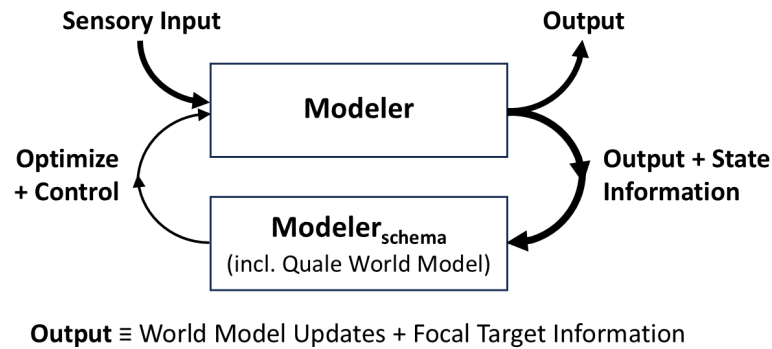 Sensory Input
Output
Modeler
Optimize
+ Control
Output + State
Information
Modeler_schema
(incl. Quale World Model)
Output ≡ World Model Updates + Focal Target Information